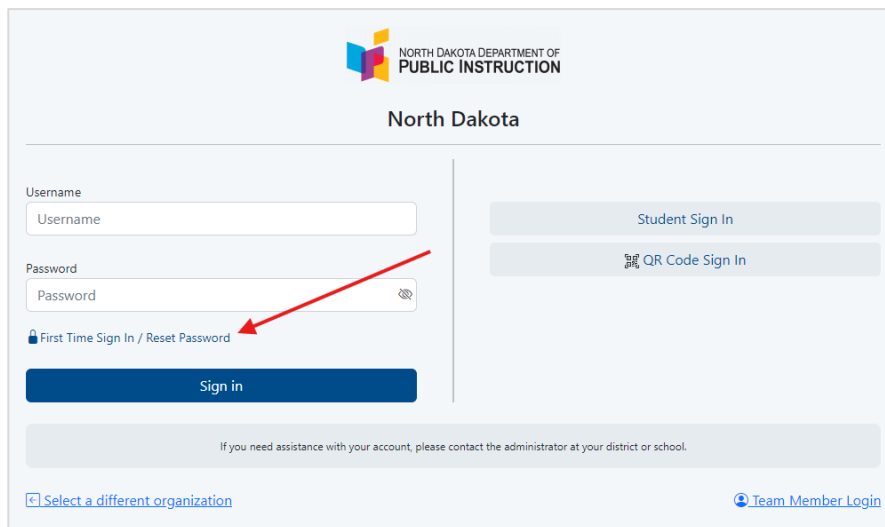 NORTH DAKOTA DEPARTMENT OF
PUBLIC INSTRUCTION
North Dakota
Username
Username
Password
Password
First Time Sign In / Reset Password
Sign in
Student Sign In
QR Code Sign In
If you need assistance with your account, please contact the administrator at your district or school.
Select a different organization
Team Member Login